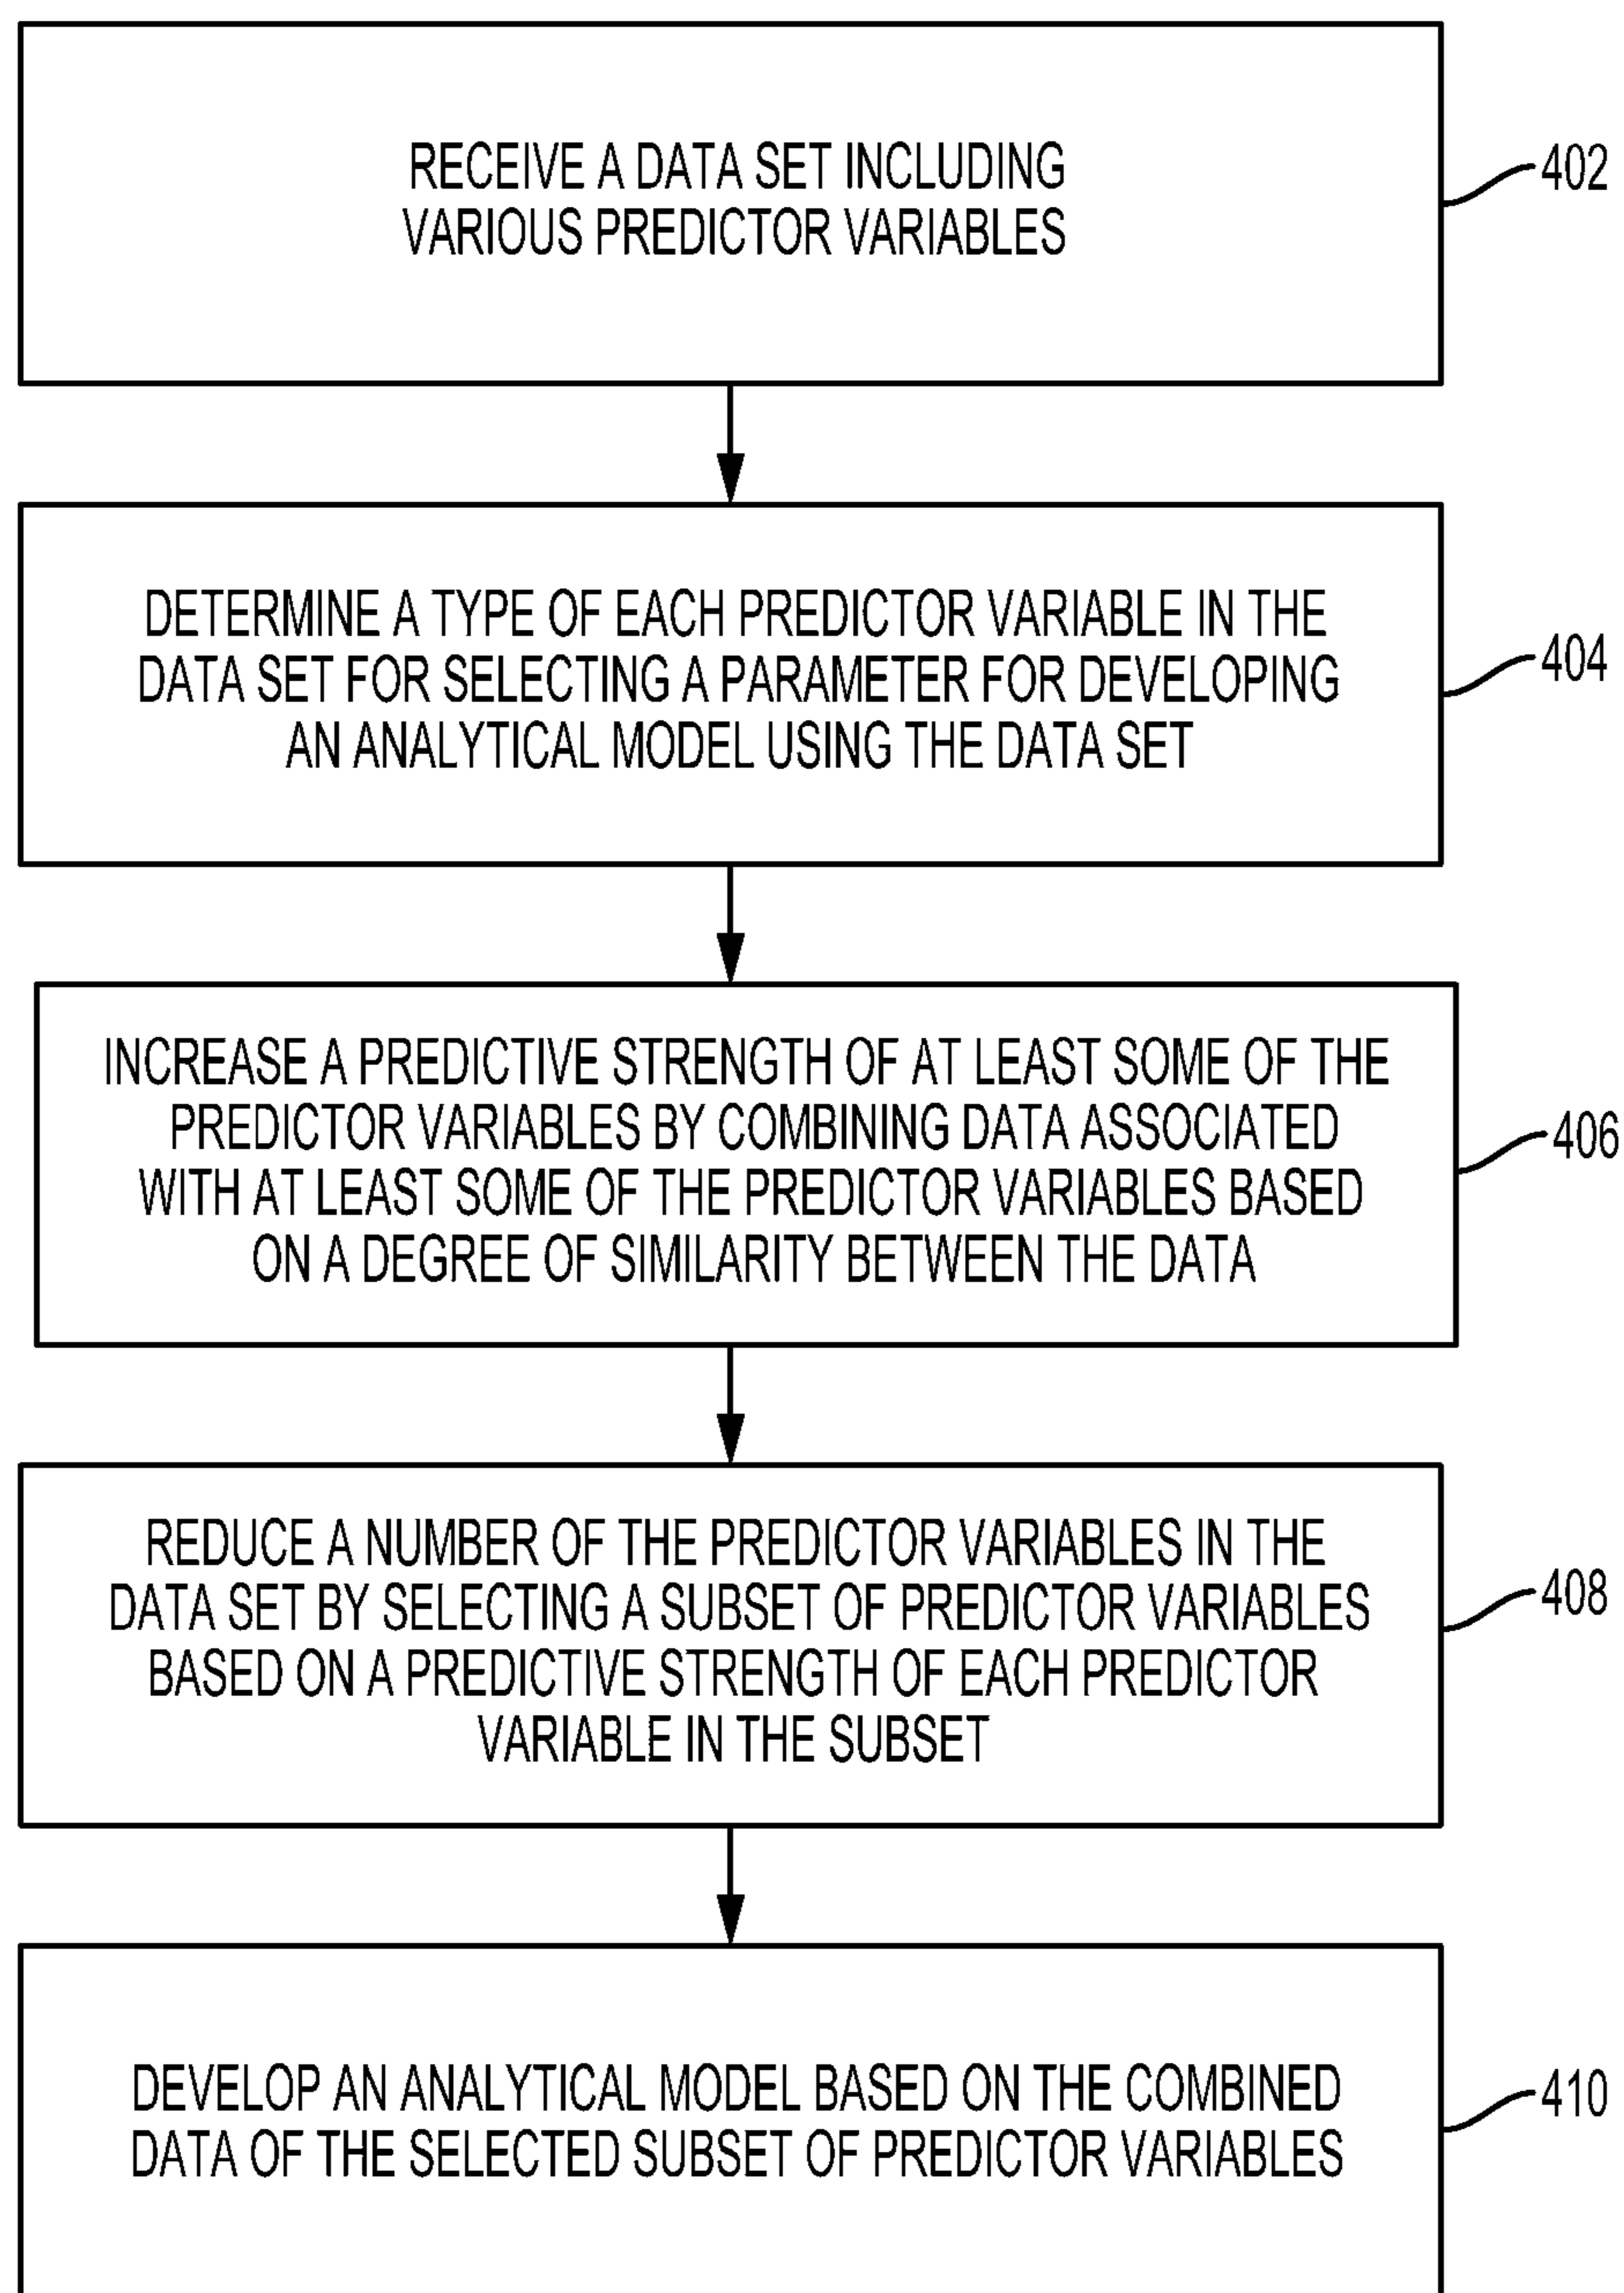 RECEIVE A DATA SET INCLUDING
VARIOUS PREDICTOR VARIABLES
402
DETERMINE A TYPE OF EACH PREDICTOR VARIABLE IN THE
DATA SET FOR SELECTING A PARAMETER FOR DEVELOPING
AN ANALYTICAL MODEL USING THE DATA SET
404
INCREASE A PREDICTIVE STRENGTH OF AT LEAST SOME OF THE
PREDICTOR VARIABLES BY COMBINING DATA ASSOCIATED
WITH AT LEAST SOME OF THE PREDICTOR VARIABLES BASED
ON A DEGREE OF SIMILARITY BETWEEN THE DATA
406
REDUCE A NUMBER OF THE PREDICTOR VARIABLES IN THE
DATA SET BY SELECTING A SUBSET OF PREDICTOR VARIABLES
BASED ON A PREDICTIVE STRENGTH OF EACH PREDICTOR
VARIABLE IN THE SUBSET
408
DEVELOP AN ANALYTICAL MODEL BASED ON THE COMBINED
DATA OF THE SELECTED SUBSET OF PREDICTOR VARIABLES
410